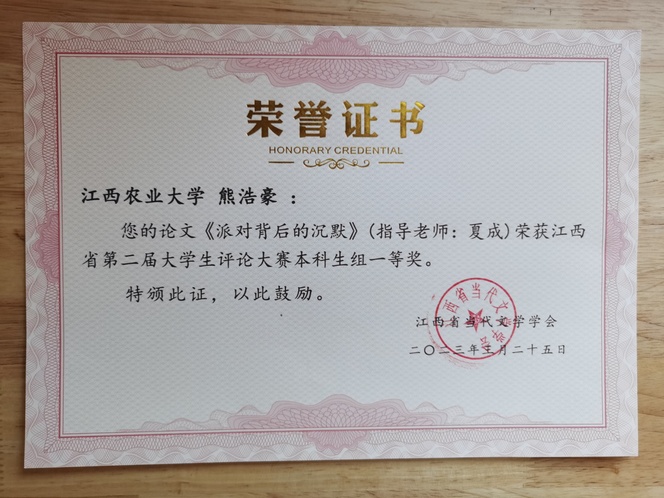 荣誉证书
HONORARY CREDENTIAL
江西农业大学 熊浩豪：
您的论文《派对背后的沉默》(指导老师：夏成)荣获江西
省第二届大学生评论大赛本科生组一等奖。
特颁此证，以此鼓励。
江西省当代文学学会
二〇二三年三月二十五日